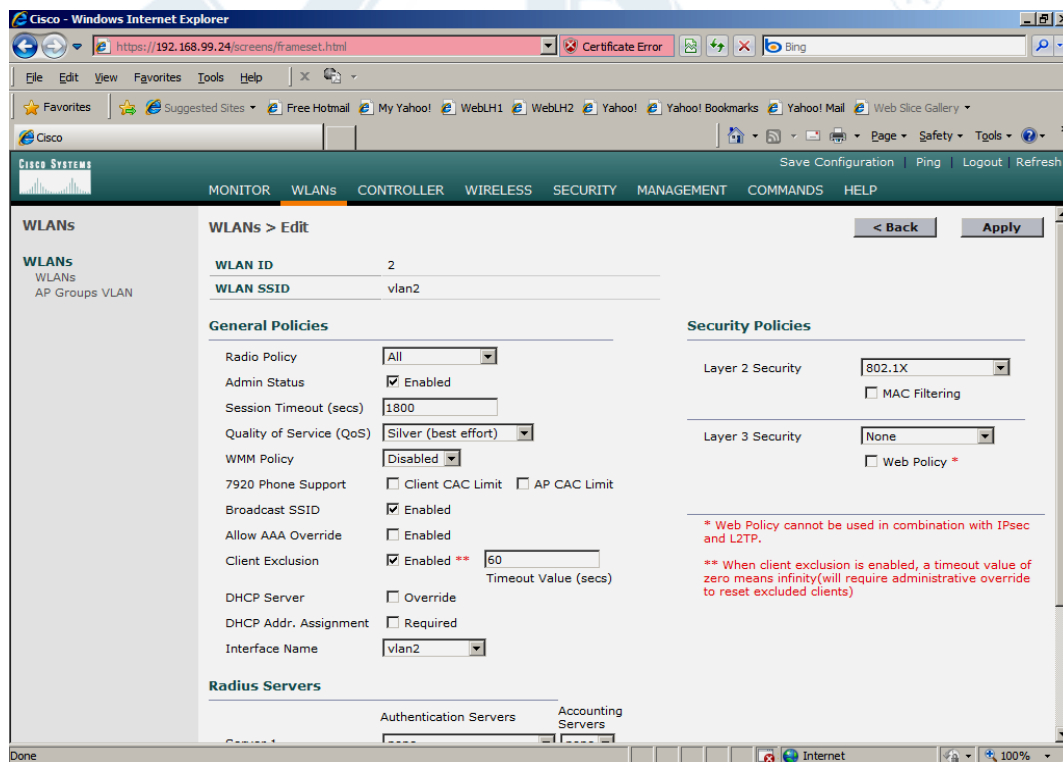 Cisco - Windows Internet Explorer
https://192.168.99.24/screens/frameset.html
Certificate Error
Bing
File Edit View Favorites Tools Help
Favorites Suggested Sites Free Hotmail My Yahoo! WebLH1 WebLH2 Yahoo! Yahoo! Bookmarks Yahoo! Mail Web Slice Gallery
Cisco
Page Safety Tools
Cisco Systems
Save Configuration | Ping | Logout | Refresh
MONITOR WLANs CONTROLLER WIRELESS SECURITY MANAGEMENT COMMANDS HELP
WLANs
WLANs
WLANs
AP Groups VLAN
WLANs > Edit
< Back
Apply
WLAN ID 2
WLAN SSID vlan2
General Policies
Radio Policy All
Admin Status Enabled
Session Timeout (secs) 1800
Quality of Service (QoS) Silver (best effort)
WMM Policy Disabled
7920 Phone Support Client CAC Limit AP CAC Limit
Broadcast SSID Enabled
Allow AAA Override Enabled
Client Exclusion Enabled ** 60
Timeout Value (secs)
DHCP Server Override
DHCP Addr. Assignment Required
Interface Name vlan2
Security Policies
Layer 2 Security 802.1X
MAC Filtering
Layer 3 Security None
Web Policy *
* Web Policy cannot be used in combination with IPsec
and L2TP.
** When client exclusion is enabled, a timeout value of
zero means infinity(will require administrative override
to reset excluded clients)
Radius Servers
Authentication Servers
Accounting
Servers
Done
Internet
100%